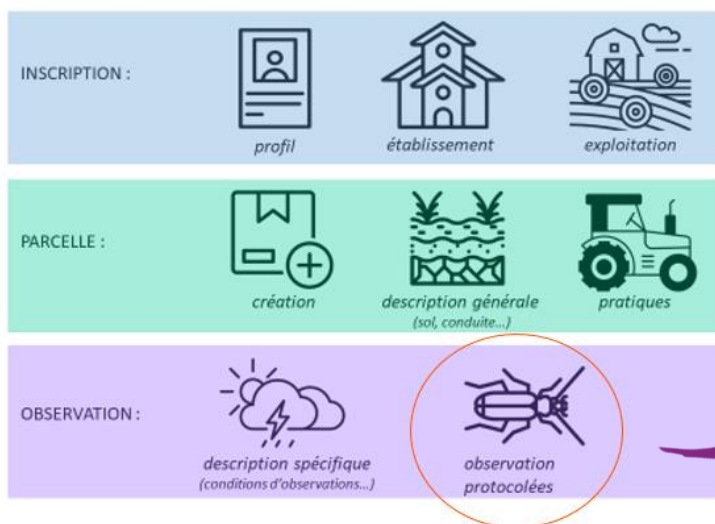 INSCRIPTION :
profil
établissement
exploitation
PARCELLE :
création
description générale
(sol, conduite...)
pratiques
OBSERVATION :
description spécifique
(conditions d'observations...)
observation
protocolées